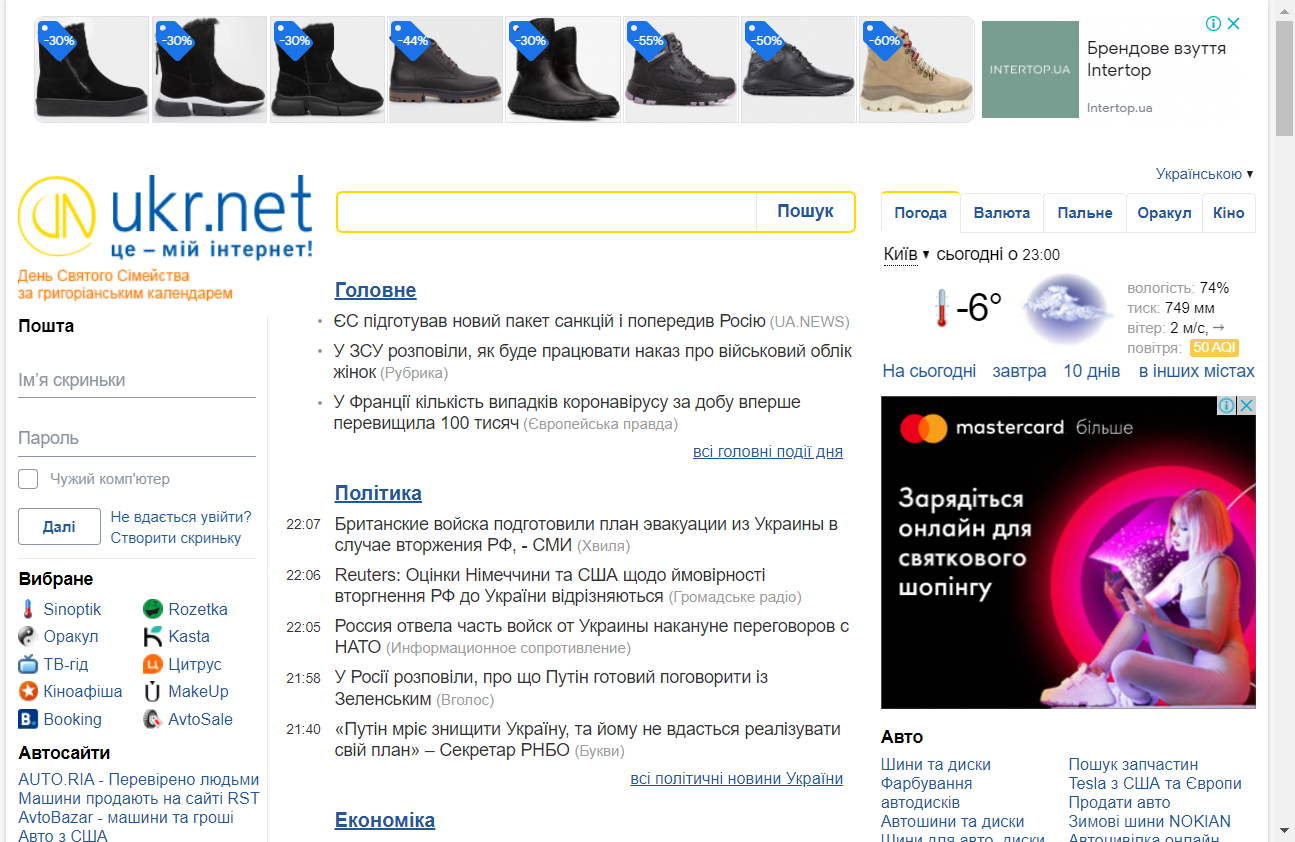 -30%
-30%
-30%
-44%
-30%
-55%
-50%
-60%
INTERTOP.UA
Брендове взуття
Intertop
Intertop.ua
Українською ▾
ukr.net
це – мій інтернет!
День Святого Сімейства
за григоріанським календарем
Пошук
Погода
Валюта
Пальне
Оракул
Кіно
Київ ▾ сьогодні о 23:00
-6°
вологість: 74%
тиск: 749 мм
вітер: 2 м/с, →
повітря: 50 AQI
На сьогодні
завтра
10 днів
в інших містах
Пошта
Ім'я скриньки
Пароль
Чужий комп'ютер
Далі
Не вдається увійти?
Створити скриньку
Вибране
Sinoptik
Rozetka
Оракул
Kasta
ТВ-гід
Цитрус
Кіноафіша
MakeUp
Booking
AvtoSale
Автосайти
AUTO.RIA - Перевірено людьми
Машини продають на сайті RST
AvtoBazar - машини та гроші
Авто з США
Головне
ЄС підготував новий пакет санкцій і попередив Росію (UA.NEWS)
У ЗСУ розповіли, як буде працювати наказ про військовий облік
жінок (Рубрика)
У Франції кількість випадків коронавірусу за добу вперше
перевищила 100 тисяч (Європейська правда)
всі головні події дня
Політика
22:07 Британские войска подготовили план эвакуации из Украины в
случае вторжения РФ, - СМИ (Хвиля)
22:06 Reuters: Оцінки Німеччини та США щодо ймовірності
вторгнення РФ до України відрізняються (Громадське радіо)
22:05 Россия отвела часть войск от Украины накануне переговоров с
НАТО (Информационное сопротивление)
21:58 У Росії розповіли, про що Путін готовий поговорити із
Зеленським (Вголос)
21:40 «Путін мріє знищити Україну, та йому не вдасться реалізувати
свій план» – Секретар РНБО (Букви)
всі політичні новини України
Економіка
mastercard. більше
Зарядіться
онлайн для
святкового
шопінгу
Авто
Шини та диски
Фарбування
автодисків
Автошини та диски
Шини для авто, диски
Пошук запчастин
Tesla з США та Європи
Продати авто
Зимові шини NOKIAN
Автоцивілка онлайн